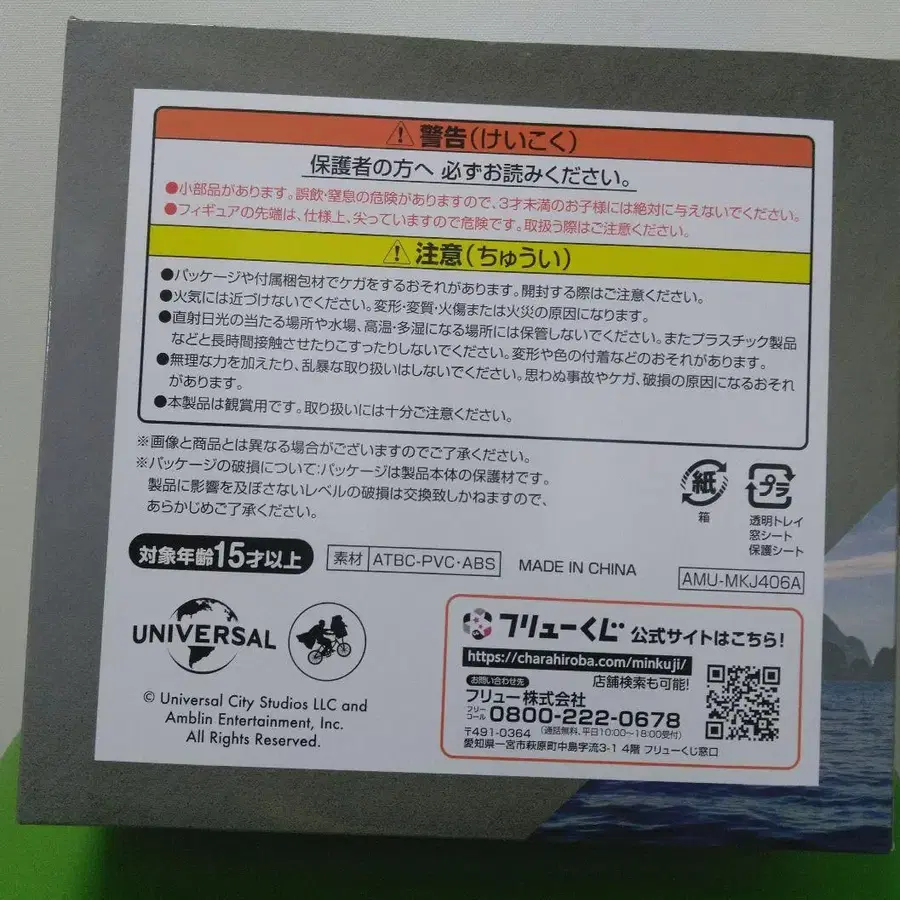 ⚠警告(けいこく)
保護者の方へ 必ずお読みください。
●小部品があります。誤飲・窒息の危険がありますので、3才未満のお子様には絶対に与えないでください。
●フィギュアの先端は、仕様上、尖っていますので危険です。取扱う際はご注意ください。
⚠注意(ちゅうい)
●パッケージや付属梱包材でケガをするおそれがあります。開封する際はご注意ください。
●火気には近づけないでください。変形・変質・火傷または火災の原因になります。
●直射日光の当たる場所や水場、高温・多湿になる場所には保管しないでください。またプラスチック製品
などと長時間接触させたりこすったりしないでください。変形や色の付着などのおそれがあります。
●無理な力を加えたり、乱暴な取り扱いはしないでください。思わぬ事故やケガ、破損の原因になるおそれ
があります。
●本製品は観賞用です。取り扱いには十分ご注意ください。
※画像と商品とは異なる場合がございますのでご了承ください。
※パッケージの破損について:パッケージは製品本体の保護材です。
製品に影響を及ぼさないレベルの破損は交換致しかねますので、
あらかじめご了承ください。
紙
箱
プラ
透明トレイ
窓シート
保護シート
対象年齢15才以上
素材 ATBC-PVC・ABS
MADE IN CHINA
AMU-MKJ406A
UNIVERSAL
© Universal City Studios LLC and
Amblin Entertainment, Inc.
All Rights Reserved.
フリューくじ 公式サイトはこちら!
https://charahiroba.com/minkuji/
店舗検索も可能!
お問い合わせ先
フリュー株式会社
フリーコール 0800-222-0678
〒491-0364 (通話無料、平日10:00〜18:00受付)
愛知県一宮市萩原町中島字流3-1 4階 フリューくじ窓口